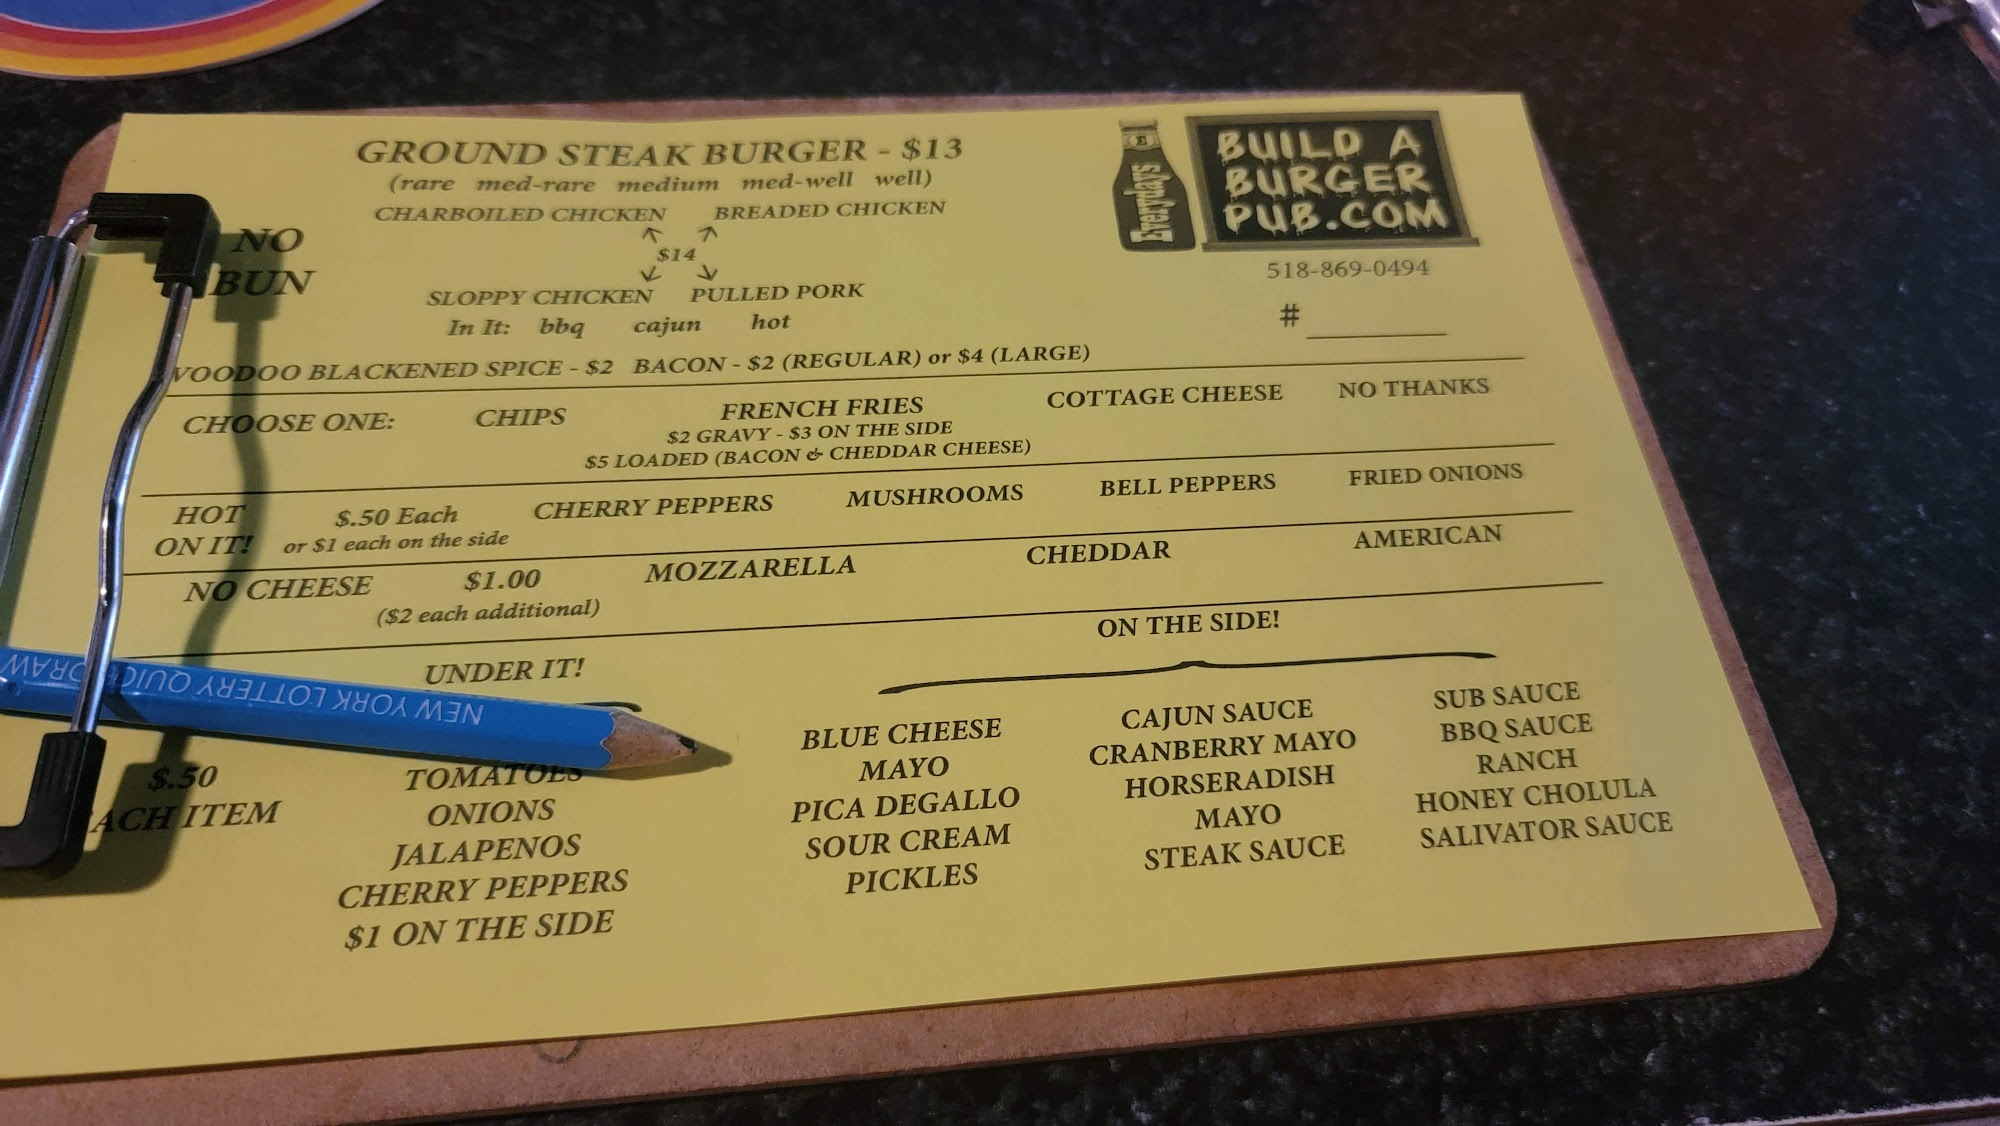 GROUND STEAK BURGER - $13
(rare med-rare medium med-well well)
CHARBOILED CHICKEN BREADED CHICKEN
$14
SLOPPY CHICKEN PULLED PORK
In It: bbq cajun hot
NO
BUN
Everydays
BUILD A
BURGER
PUB.COM
518-869-0494
#
VOODOO BLACKENED SPICE - $2 BACON - $2 (REGULAR) or $4 (LARGE)
CHOOSE ONE: CHIPS FRENCH FRIES COTTAGE CHEESE NO THANKS
$2 GRAVY - $3 ON THE SIDE
$5 LOADED (BACON & CHEDDAR CHEESE)
HOT $.50 Each CHERRY PEPPERS MUSHROOMS BELL PEPPERS FRIED ONIONS
ON IT! or $1 each on the side
NO CHEESE $1.00 MOZZARELLA CHEDDAR AMERICAN
($2 each additional)
UNDER IT!
NEW YORK LOTTERY QUICK DRAW
$.50
EACH ITEM
TOMATOES
ONIONS
JALAPENOS
CHERRY PEPPERS
$1 ON THE SIDE
ON THE SIDE!
BLUE CHEESE
MAYO
PICA DEGALLO
SOUR CREAM
PICKLES
CAJUN SAUCE
CRANBERRY MAYO
HORSERADISH
MAYO
STEAK SAUCE
SUB SAUCE
BBQ SAUCE
RANCH
HONEY CHOLULA
SALIVATOR SAUCE